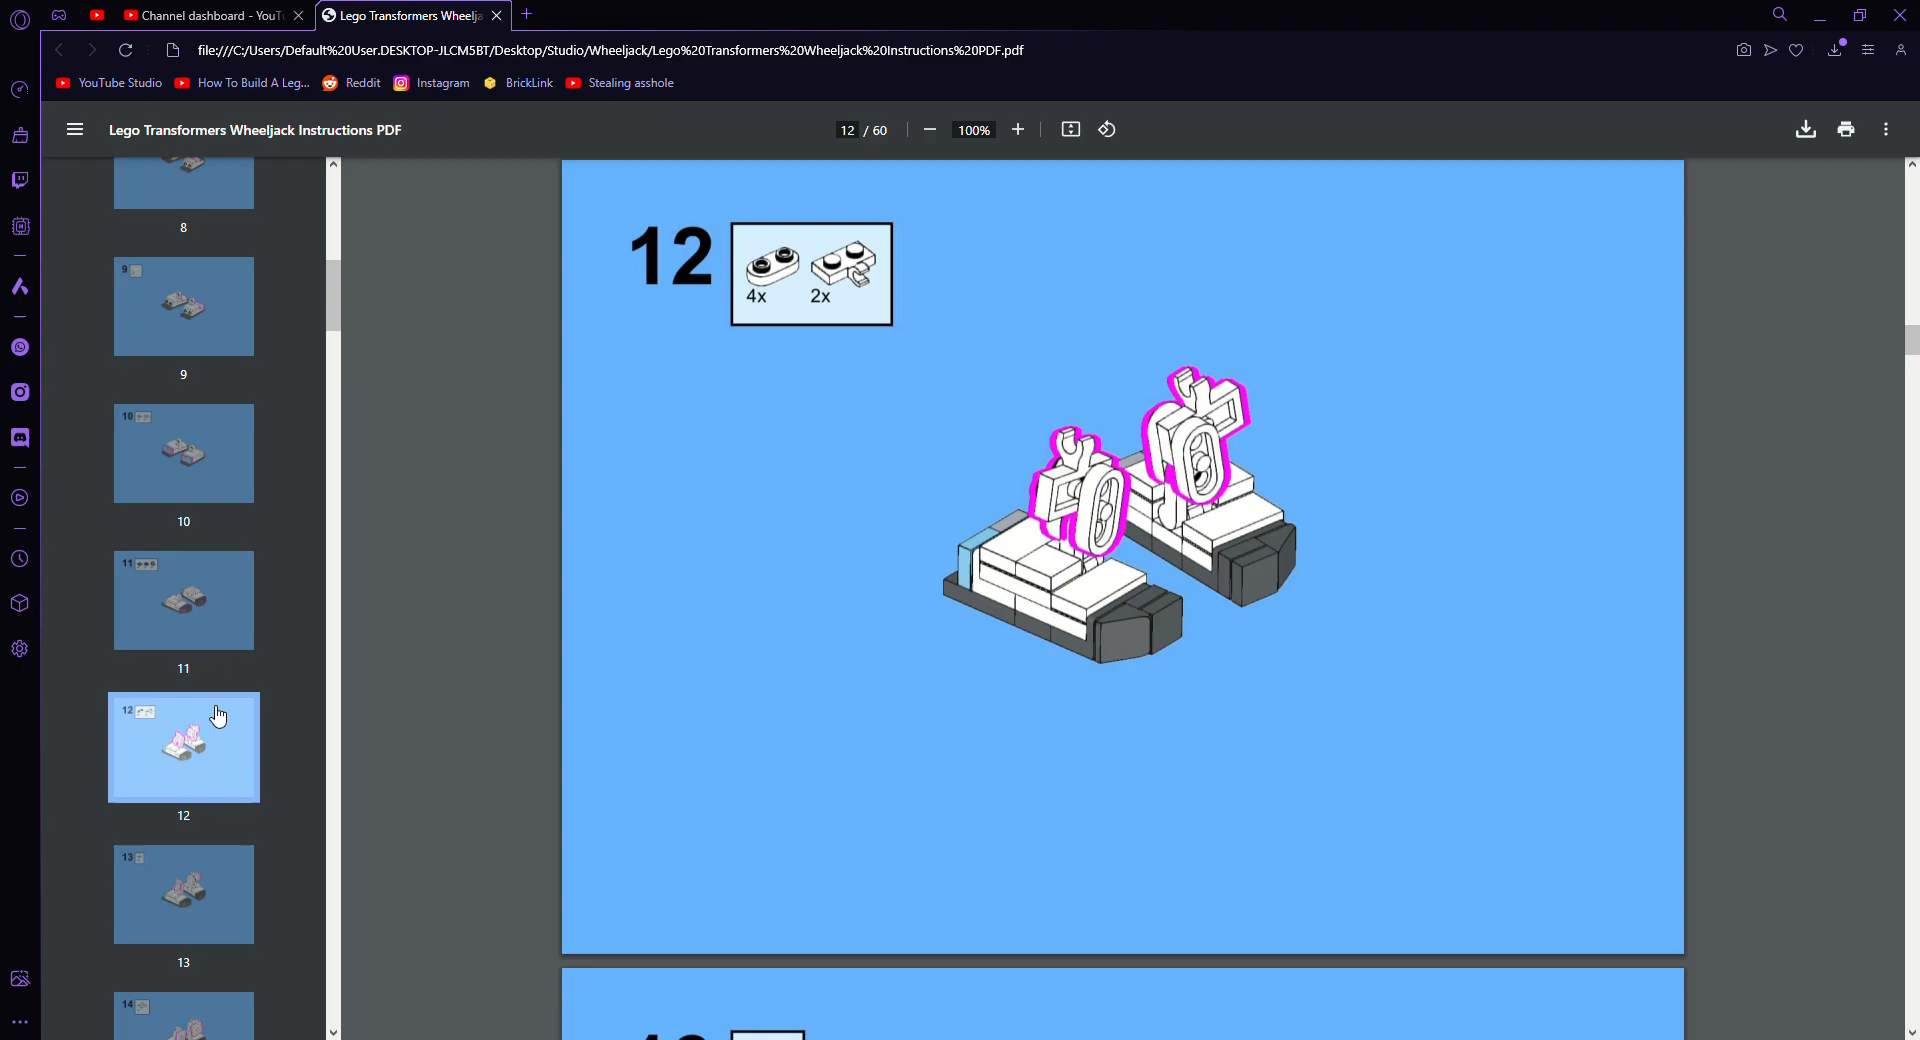 Channel dashboard - YouTu
Lego Transformers Wheelja
file:///C:/Users/Default%20User.DESKTOP-JLCM5BT/Desktop/Studio/Wheeljack/Lego%20Transformers%20Wheeljack%20Instructions%20PDF.pdf
YouTube Studio
How To Build A Leg...
Reddit
Instagram
BrickLink
Stealing asshole
Lego Transformers Wheeljack Instructions PDF
12 / 60
100%
8
9
9
10
10
11
11
12
12
13
13
14
12
4x
2x